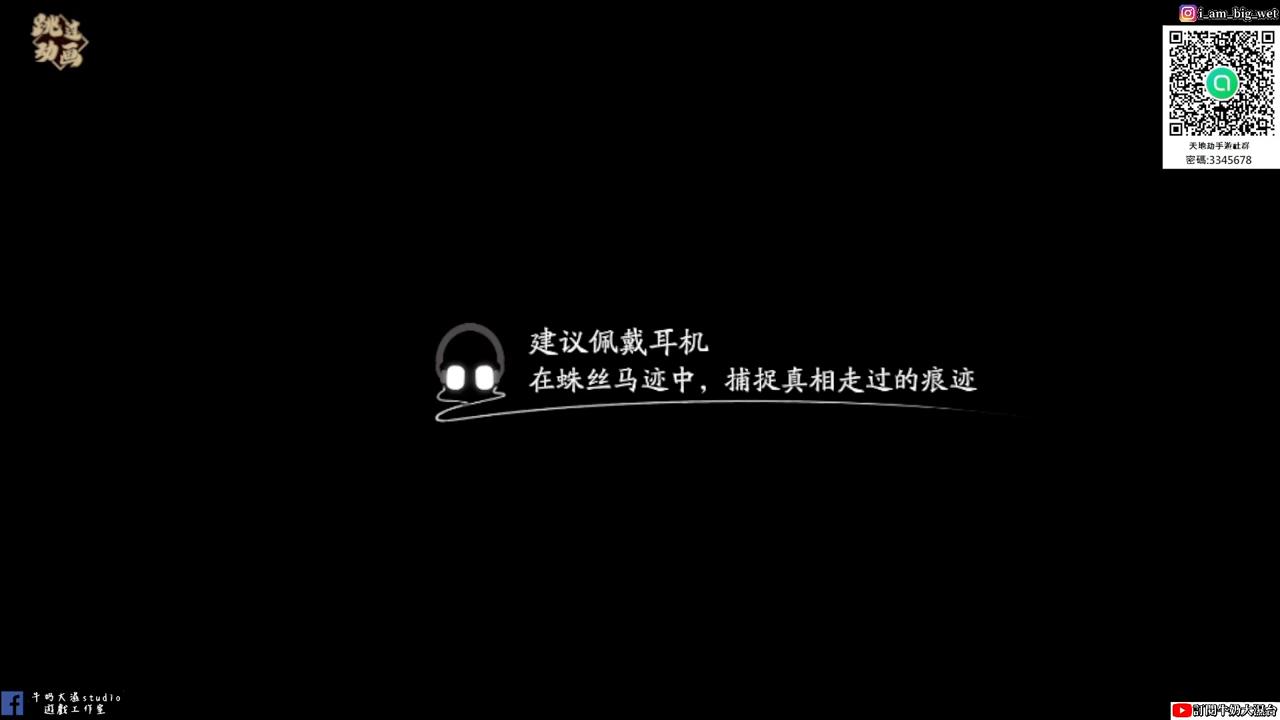 跳过
动画
i_am_big_wet
天地劫手游社群
密碼:3345678
建议佩戴耳机
在蛛丝马迹中，捕捉真相走过的痕迹
牛奶大濕studio
遊戲工作室
訂閱牛奶大濕台